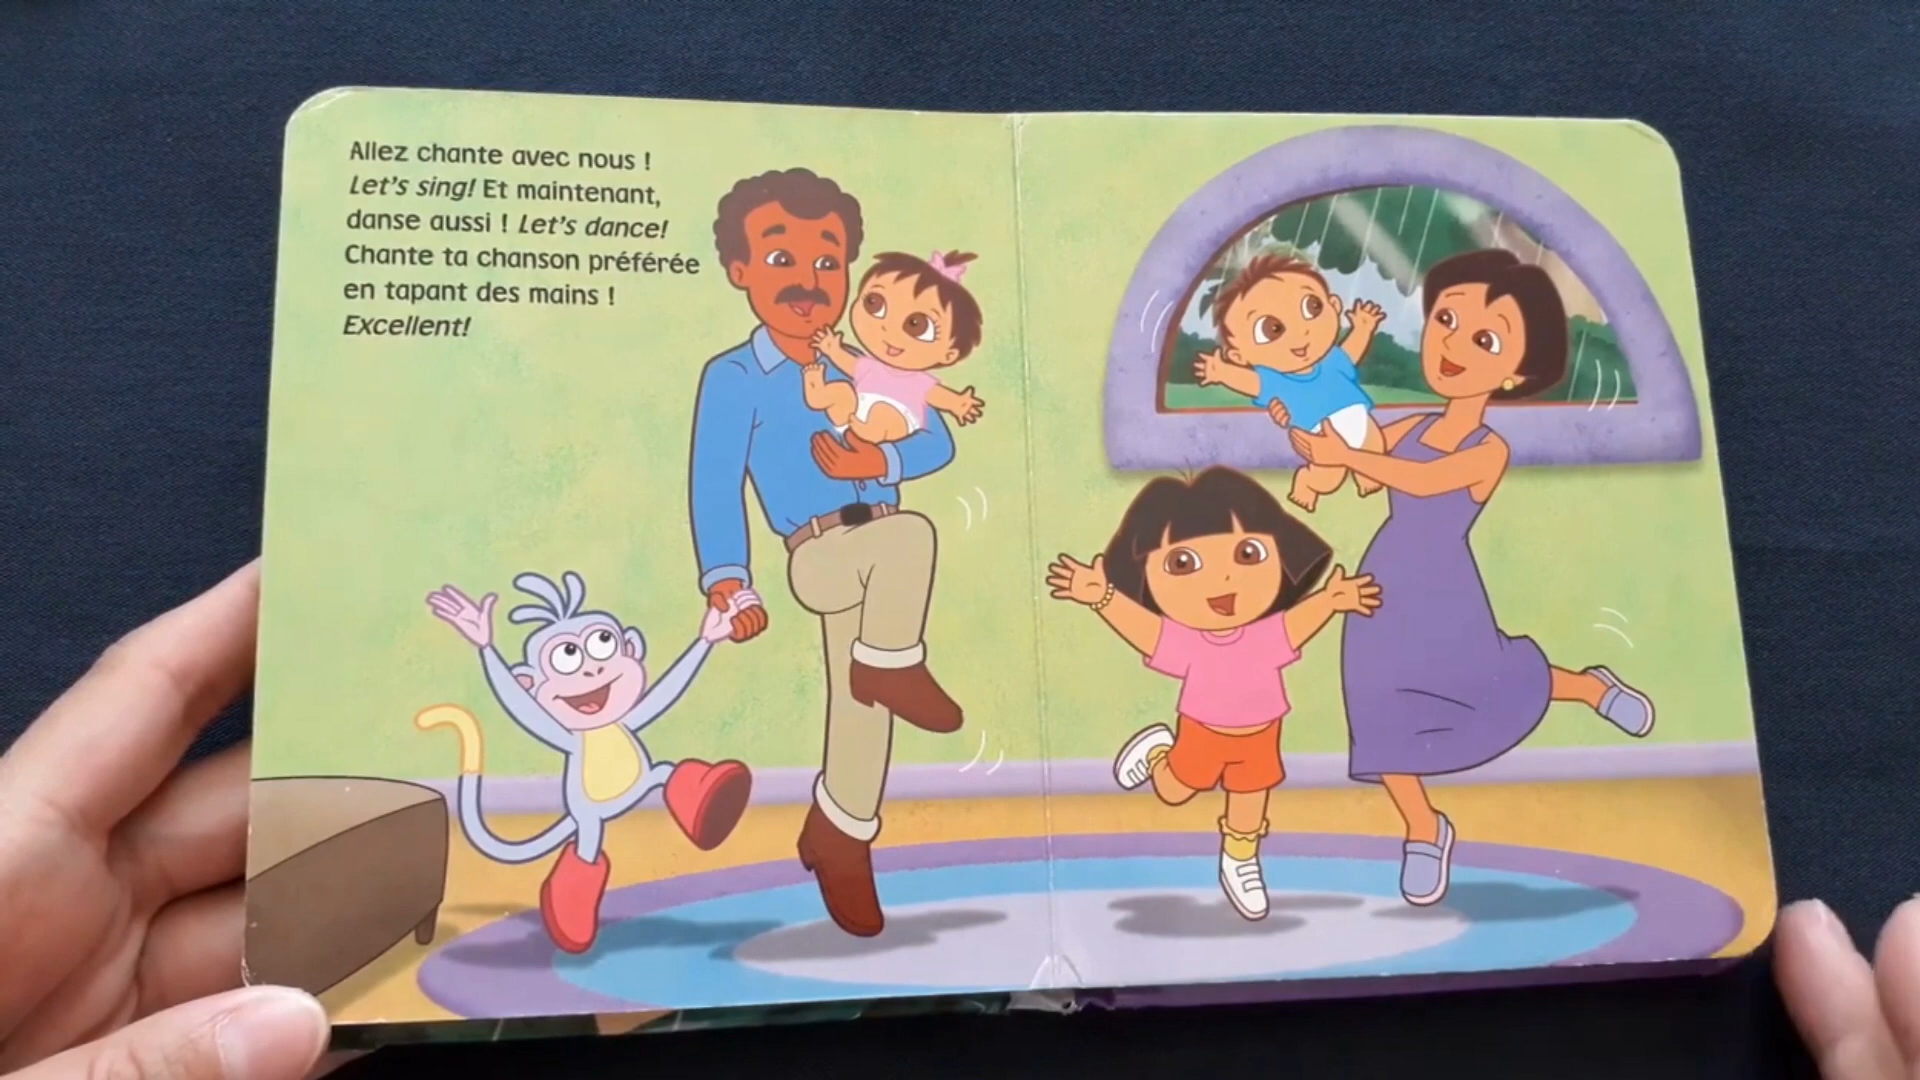 Allez chante avec nous !
Let's sing! Et maintenant,
danse aussi ! Let's dance!
Chante ta chanson préférée
en tapant des mains !
Excellent!